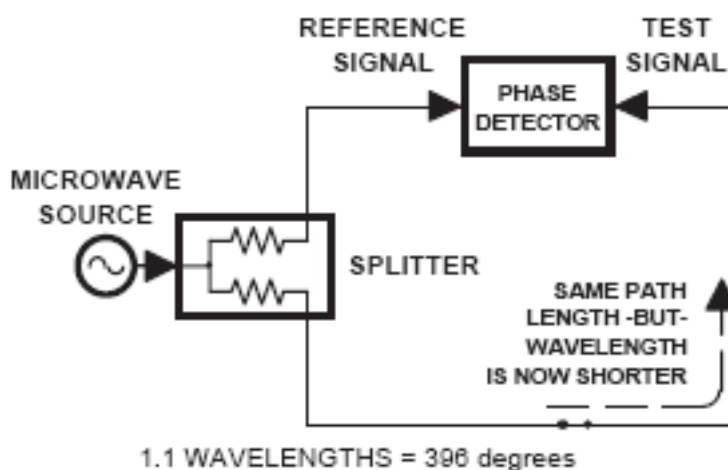 REFERENCE
SIGNAL
TEST
SIGNAL
PHASE
DETECTOR
MICROWAVE
SOURCE
SPLITTER
SAME PATH
LENGTH -BUT-
WAVELENGTH
IS NOW SHORTER
1.1 WAVELENGTHS = 396 degrees